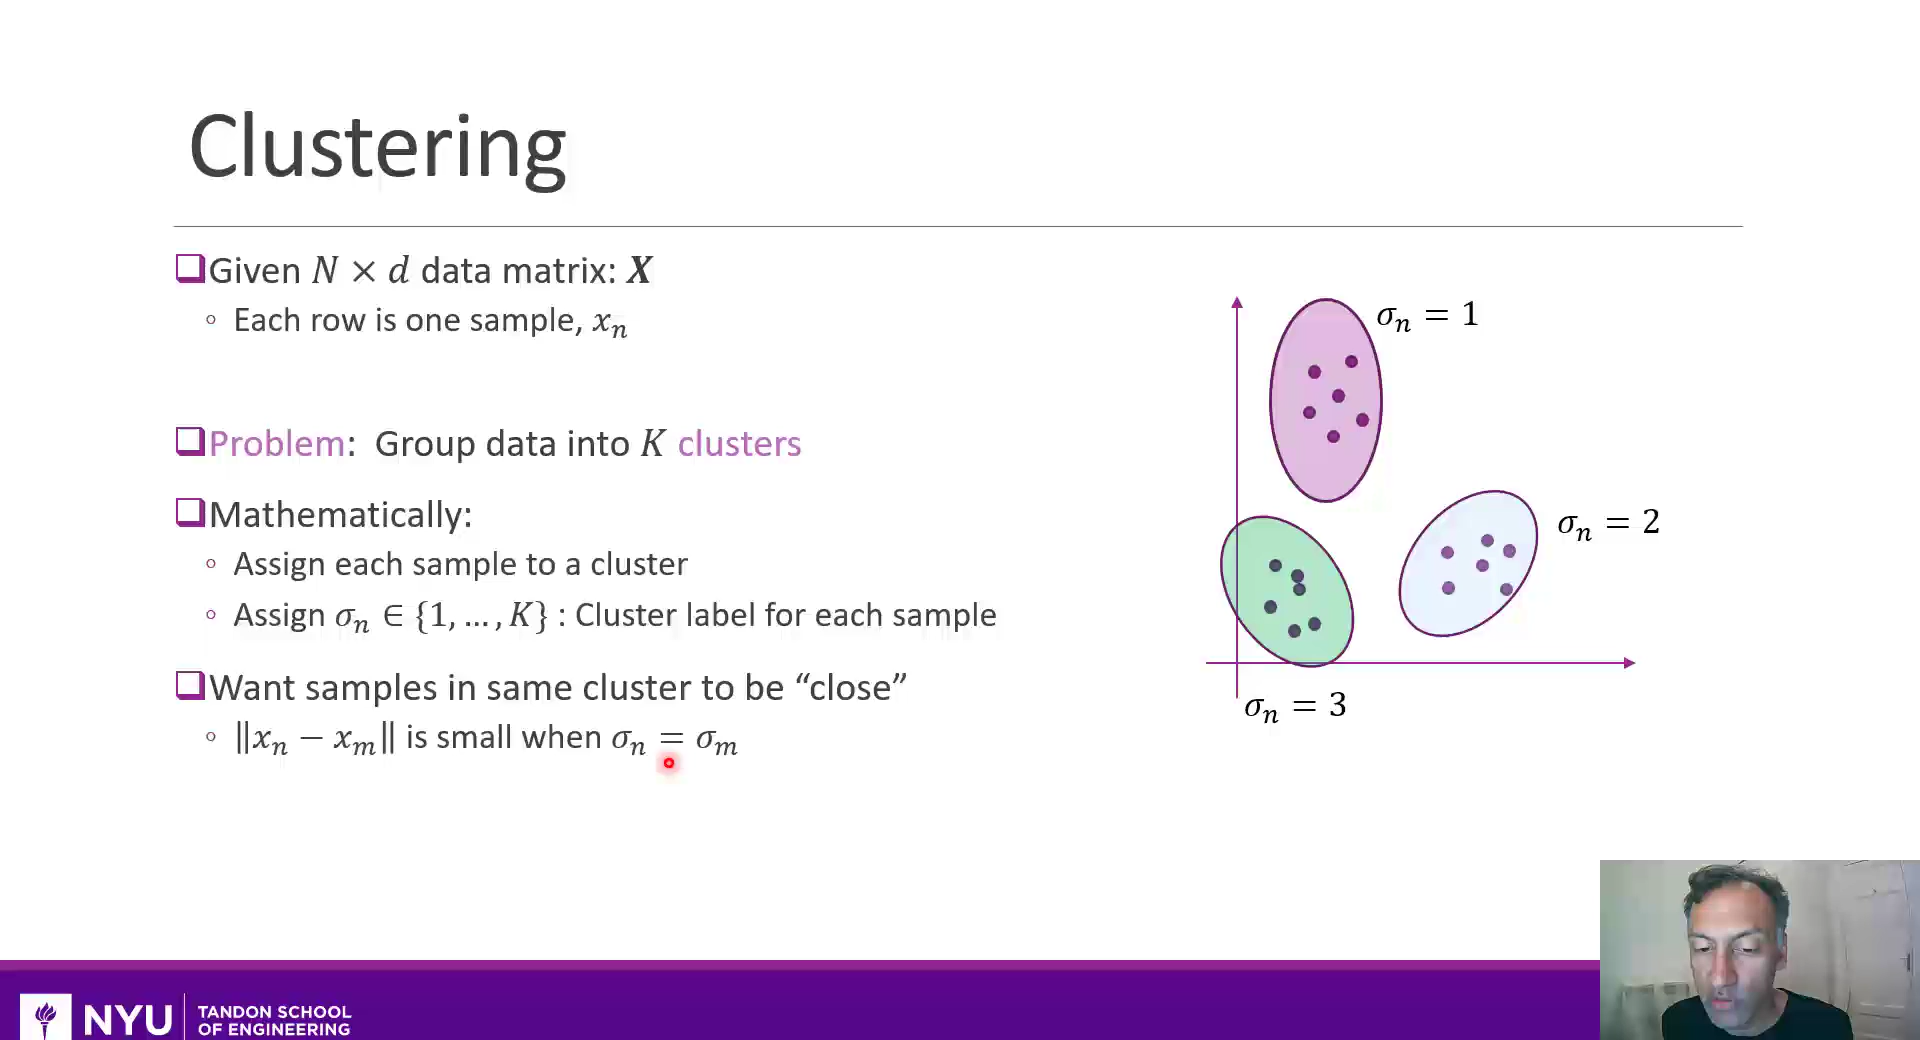 Clustering
Given N × d data matrix: X
Each row is one sample, xₙ
Problem: Group data into K clusters
Mathematically:
Assign each sample to a cluster
Assign σₙ ∈ {1, … , K} : Cluster label for each sample
Want samples in same cluster to be “close”
‖xₙ − xₘ‖ is small when σₙ = σₘ
σₙ = 1
σₙ = 2
σₙ = 3
NYU
TANDON SCHOOL
OF ENGINEERING